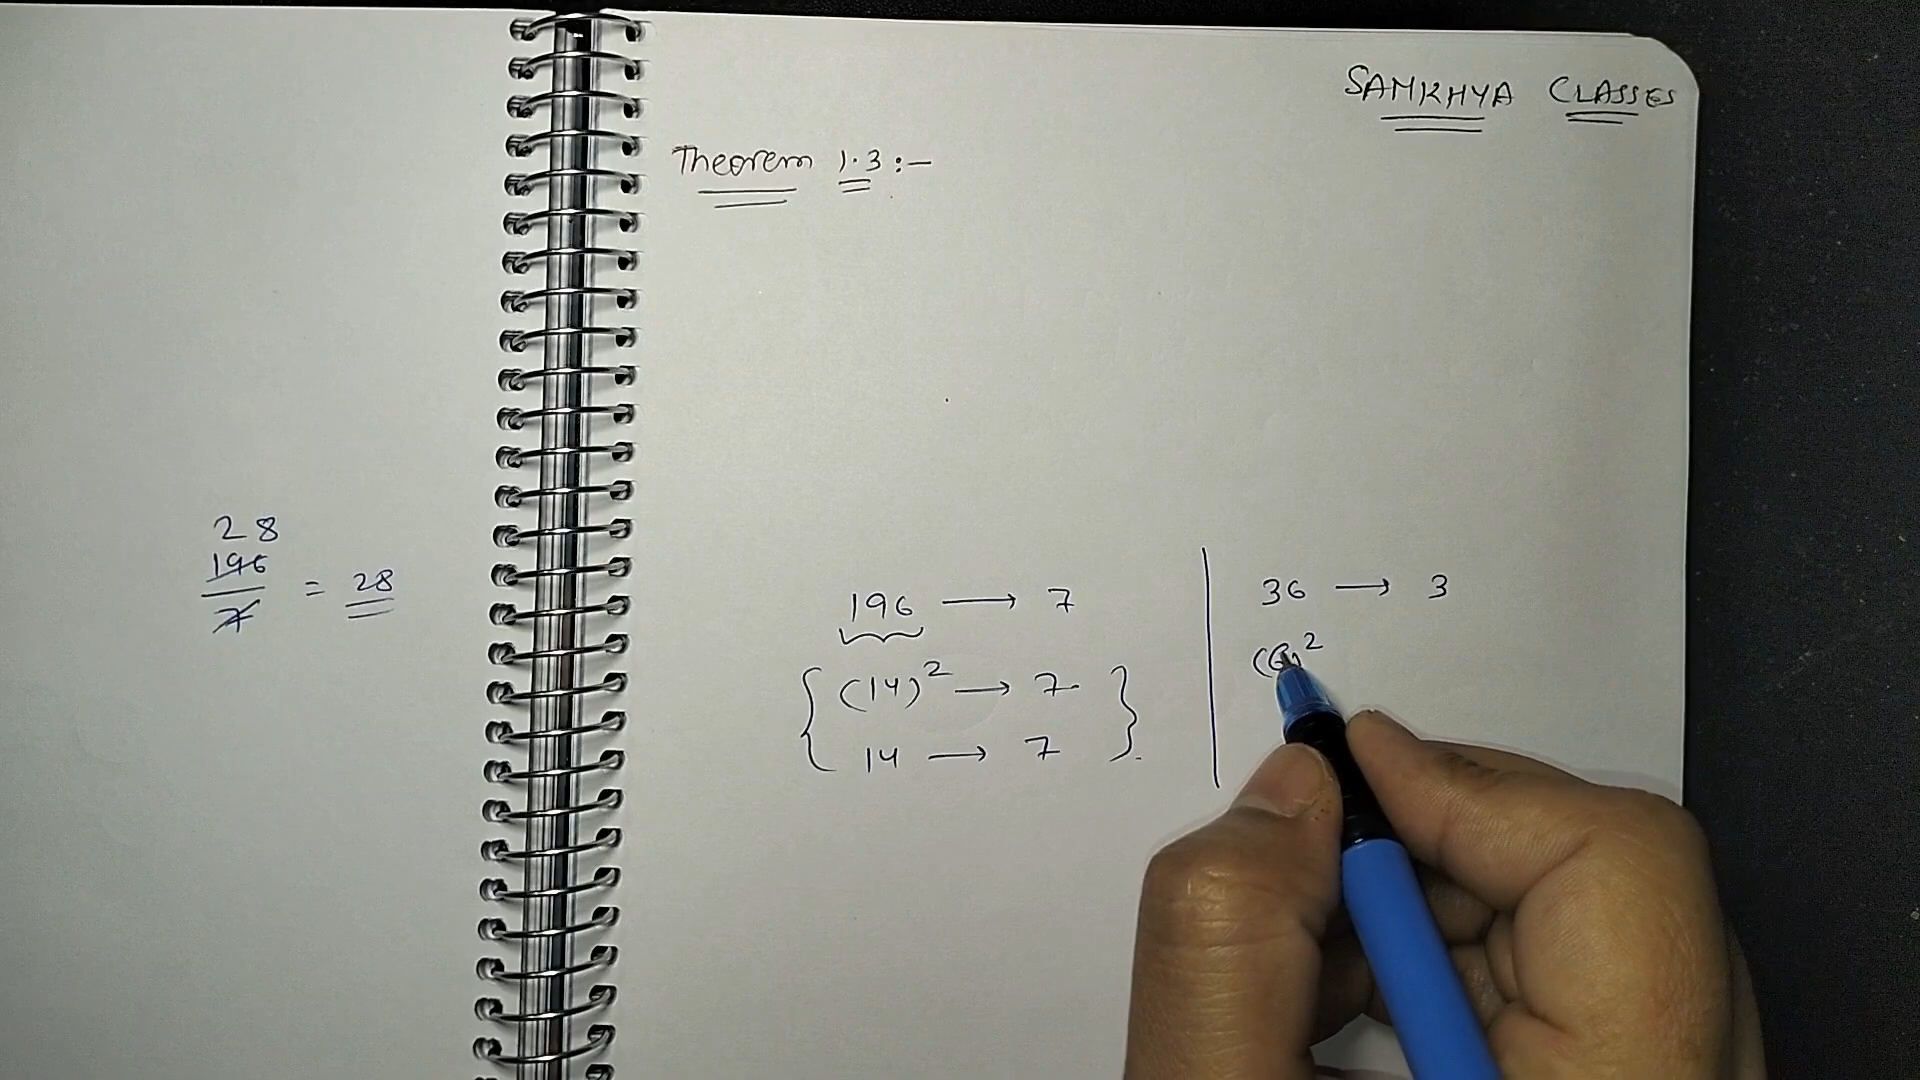 SAMKHYA CLASSES
Theorem 1.3 :-
28
196
7
= 28
196 → 7
(14)² → 7
14 → 7
36 → 3
(6)²